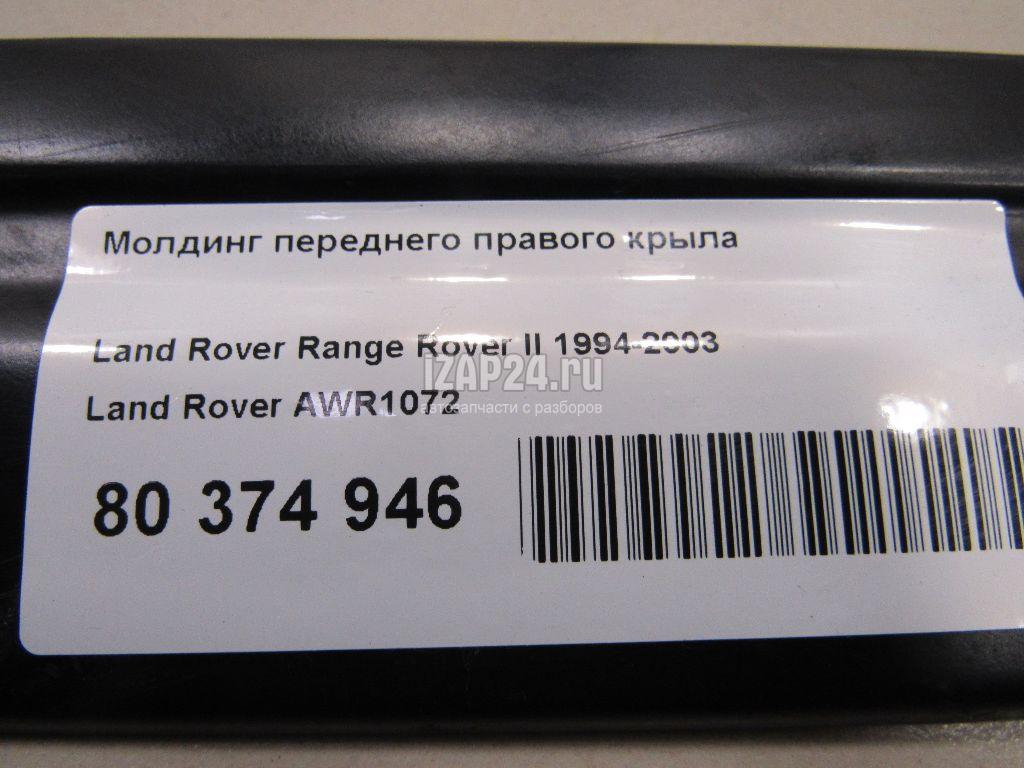 Молдинг переднего правого крыла
Land Rover Range Rover II 1994-2003
iZAP24.ru
Land Rover AWR1072
автозапчасти с разборов
80 374 946